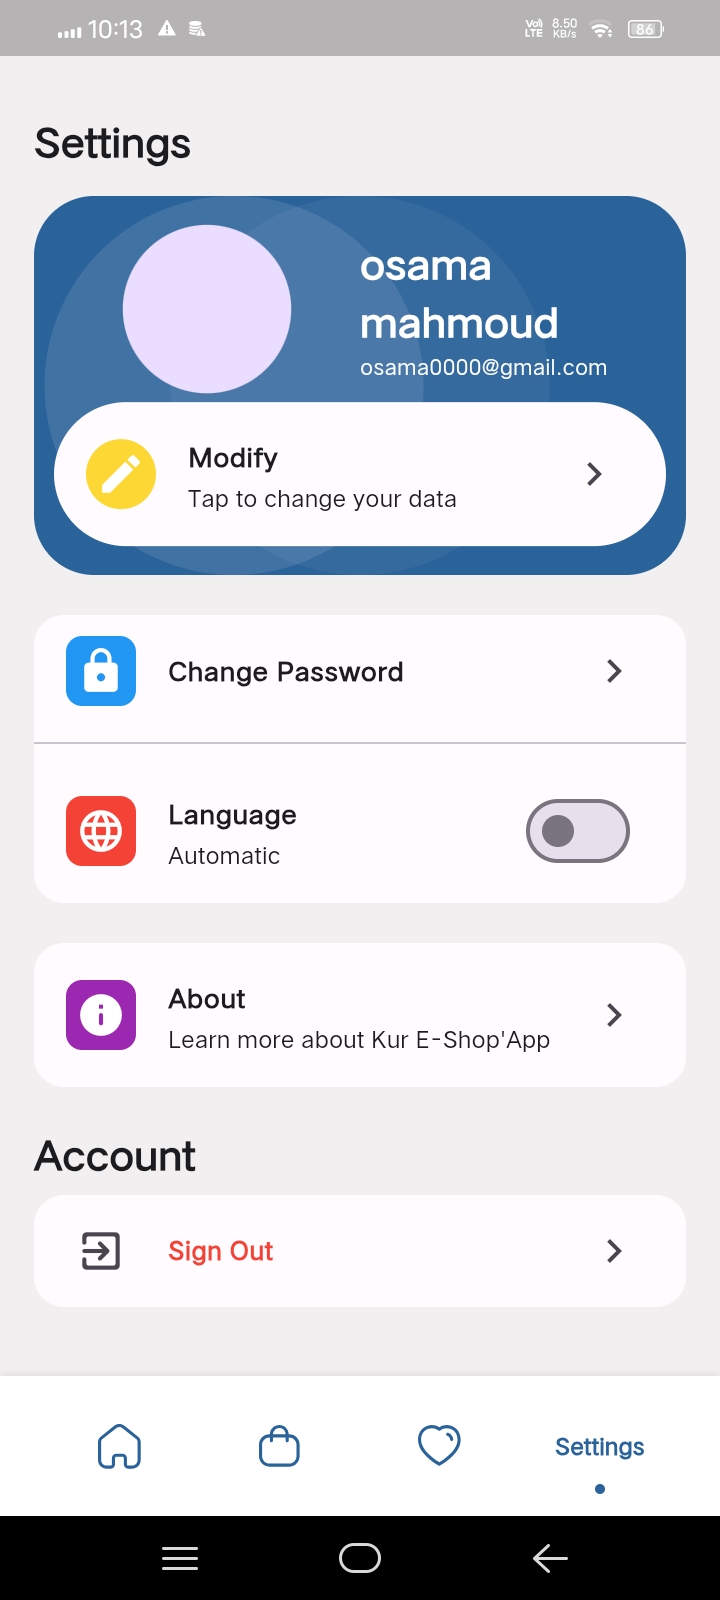 10:13
Vo) LTE
8.50 KB/s
86
Settings
osama
mahmoud
osama0000@gmail.com
Modify
Tap to change your data
Change Password
Language
Automatic
About
Learn more about Kur E-Shop'App
Account
Sign Out
Settings